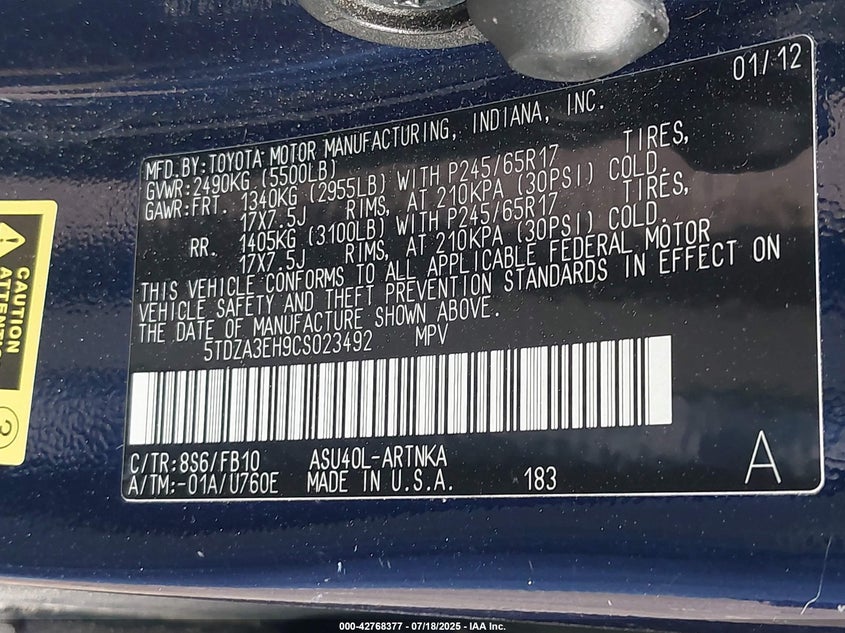 01/12
MFD.BY:TOYOTA MOTOR MANUFACTURING, INDIANA, INC.
GVWR:2490KG (5500LB)
GAWR:FRT. 1340KG (2955LB) WITH P245/65R17 TIRES,
17X7.5J RIMS, AT 210KPA (30PSI) COLD.
RR. 1405KG (3100LB) WITH P245/65R17 TIRES,
17X7.5J RIMS, AT 210KPA (30PSI) COLD.
THIS VEHICLE CONFORMS TO ALL APPLICABLE FEDERAL MOTOR
VEHICLE SAFETY AND THEFT PREVENTION STANDARDS IN EFFECT ON
THE DATE OF MANUFACTURE SHOWN ABOVE.
5TDZA3EH9CS023492 MPV
C/TR:8S6/FB10 ASU40L-ARTNKA
A/TM:-01A/U760E MADE IN U.S.A. 183 A
CAUTION
000-42768377 - 07/18/2025 - IAA Inc.